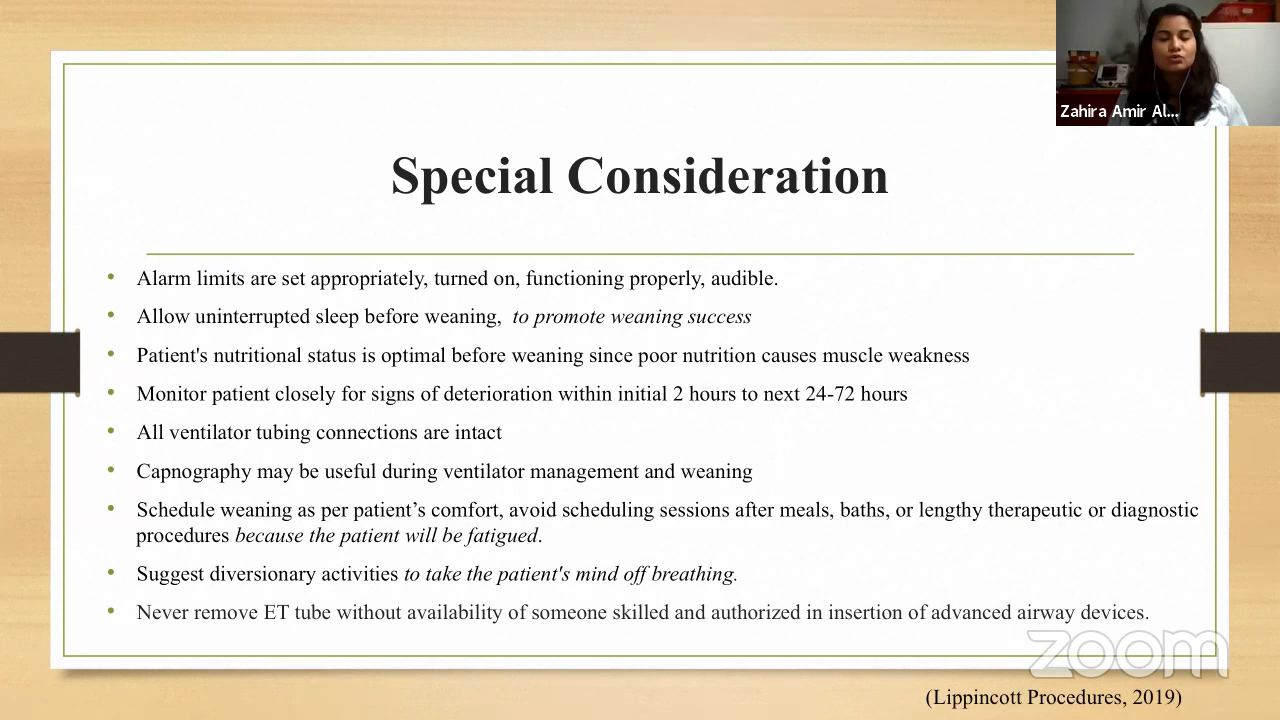 Zahira Amir Al...
Special Consideration
• Alarm limits are set appropriately, turned on, functioning properly, audible.
• Allow uninterrupted sleep before weaning, to promote weaning success
• Patient's nutritional status is optimal before weaning since poor nutrition causes muscle weakness
• Monitor patient closely for signs of deterioration within initial 2 hours to next 24-72 hours
• All ventilator tubing connections are intact
• Capnography may be useful during ventilator management and weaning
• Schedule weaning as per patient’s comfort, avoid scheduling sessions after meals, baths, or lengthy therapeutic or diagnostic
procedures because the patient will be fatigued.
• Suggest diversionary activities to take the patient's mind off breathing.
• Never remove ET tube without availability of someone skilled and authorized in insertion of advanced airway devices.
zoom
(Lippincott Procedures, 2019)